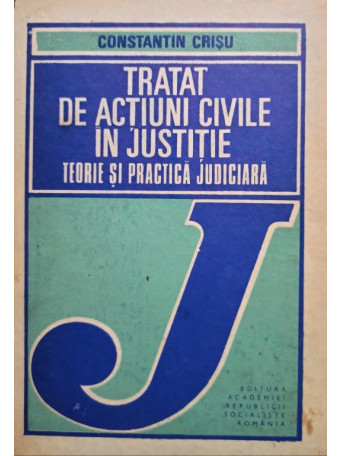 CONSTANTIN CRIȘU
TRATAT
DE ACȚIUNI CIVILE
ÎN JUSTIȚIE
TEORIE ȘI PRACTICĂ JUDICIARĂ
J
EDITURA
ACADEMIEI
REPUBLICII
SOCIALISTE
ROMÂNIA